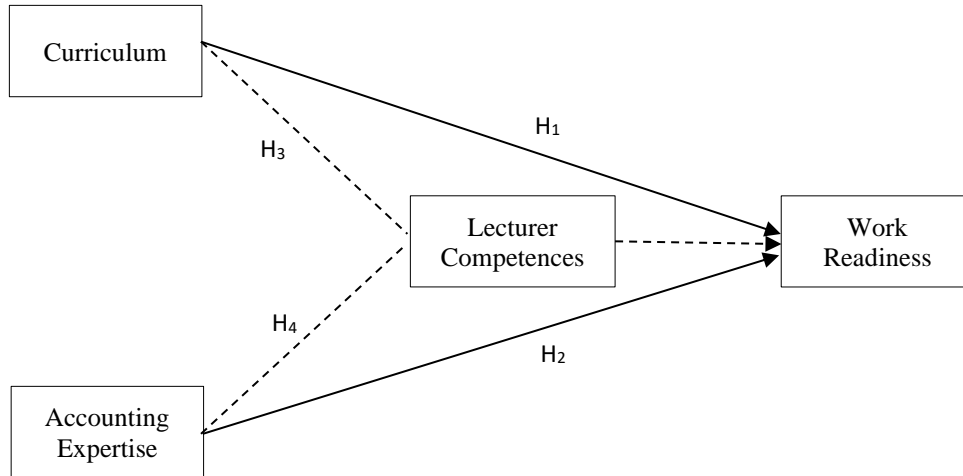 Curriculum
H₁
H₃
Lecturer
Competences
Work
Readiness
H₄
H₂
Accounting
Expertise